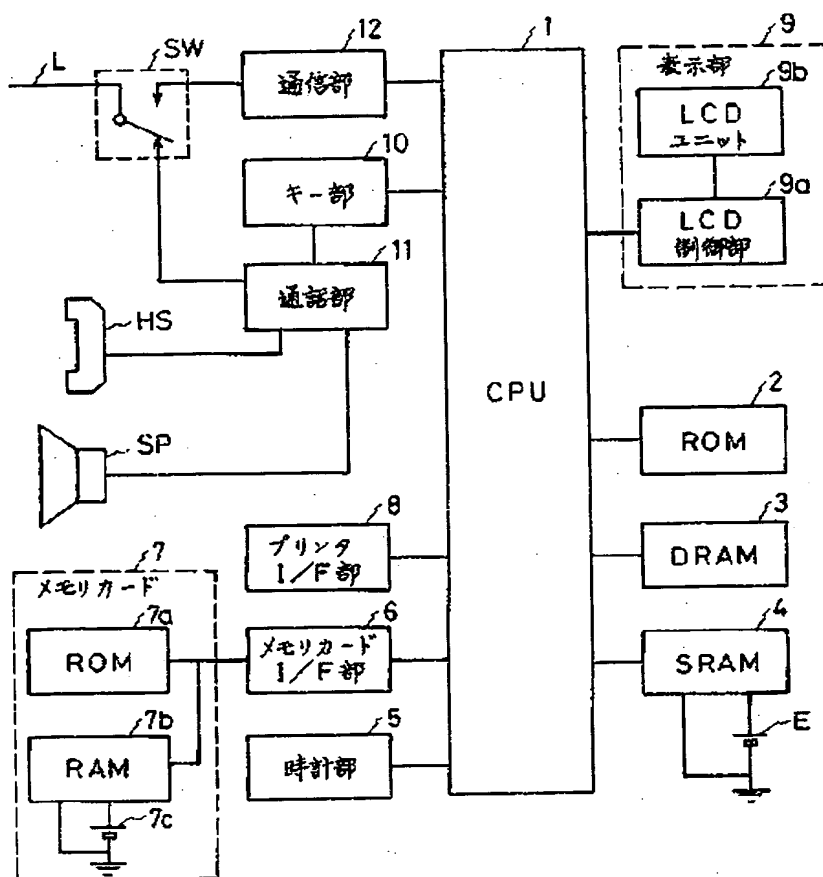 L
SW
12
通信部
10
キー部
11
通話部
HS
SP
1
CPU
9
表示部
9b
LCD
ユニット
9a
LCD
制御部
2
ROM
3
DRAM
4
SRAM
E
8
プリンタ
I/F部
6
メモリカード
I/F部
5
時計部
7
メモリカード
7a
ROM
7b
RAM
7c